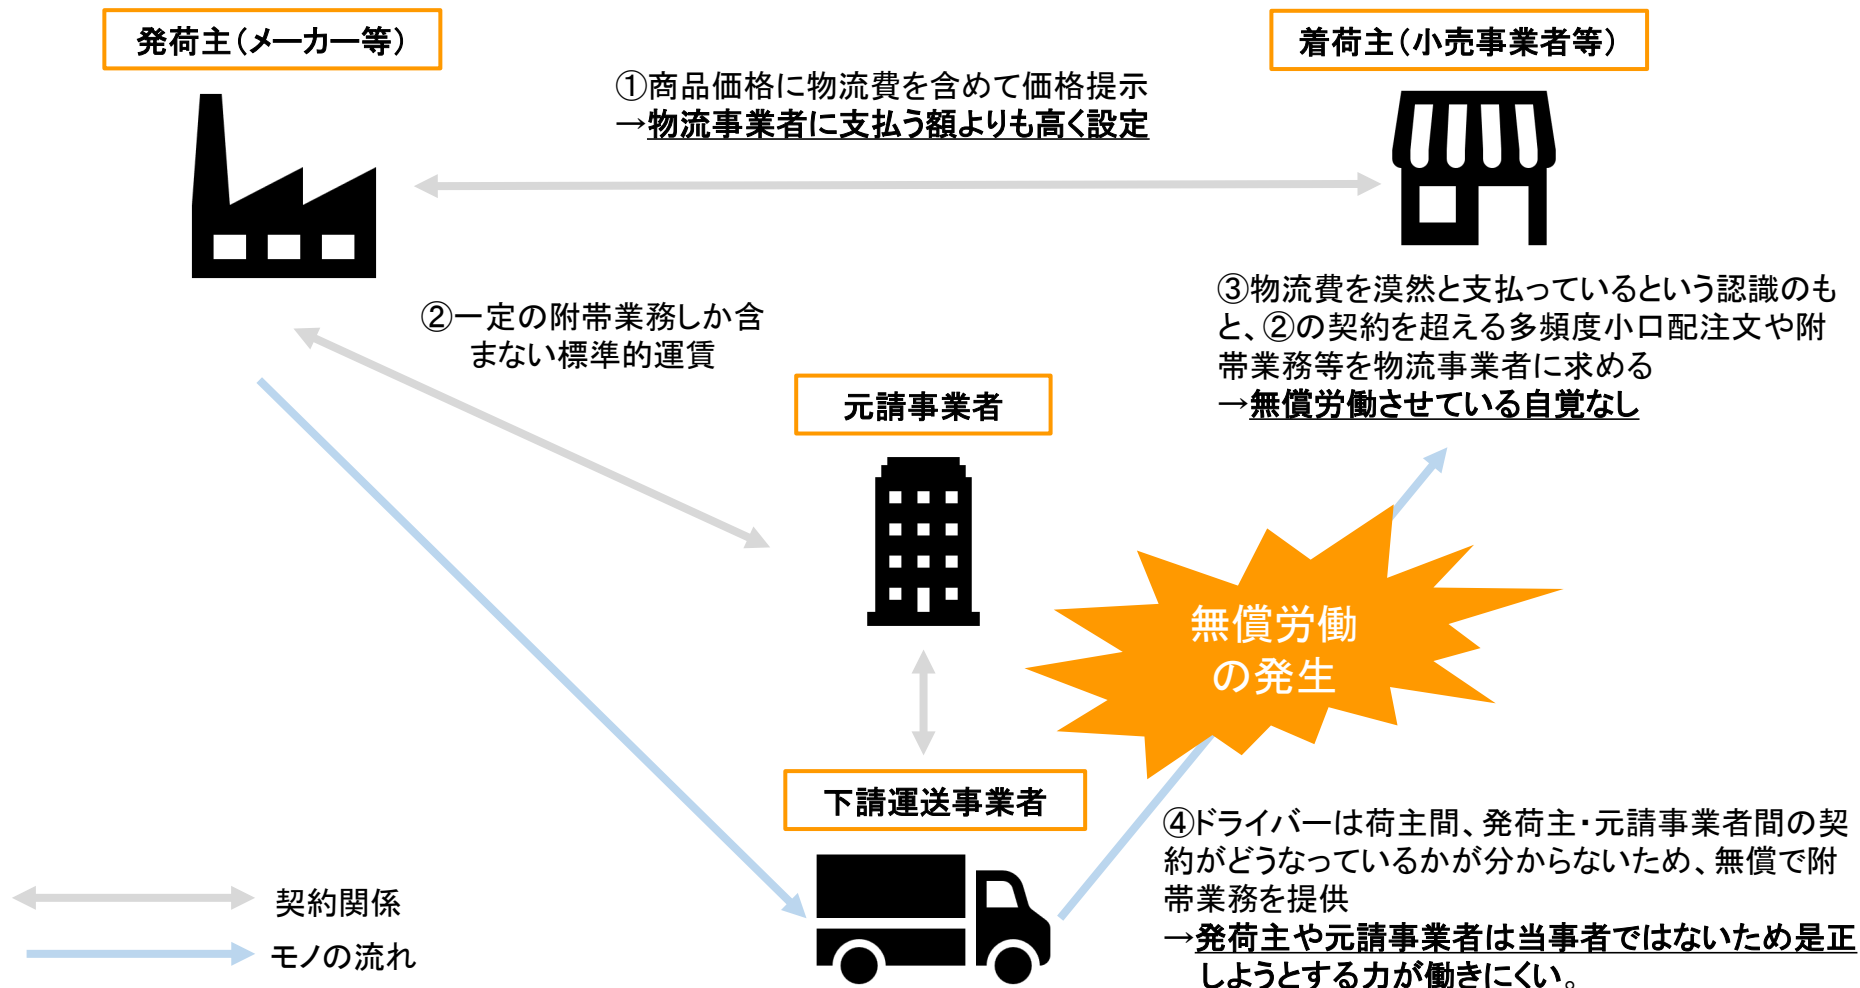 発荷主(メーカー等)
着荷主(小売事業者等)
①商品価格に物流費を含めて価格提示
→物流事業者に支払う額よりも高く設定
②一定の附帯業務しか含
まない標準的運賃
③物流費を漠然と支払っているという認識のも
と、②の契約を超える多頻度小口配注文や附
帯業務等を物流事業者に求める
→無償労働させている自覚なし
元請事業者
無償労働
の発生
下請運送事業者
④ドライバーは荷主間、発荷主・元請事業者間の契
約がどうなっているかが分からないため、無償で附
帯業務を提供
→発荷主や元請事業者は当事者ではないため是正
しようとする力が働きにくい。
契約関係
モノの流れ